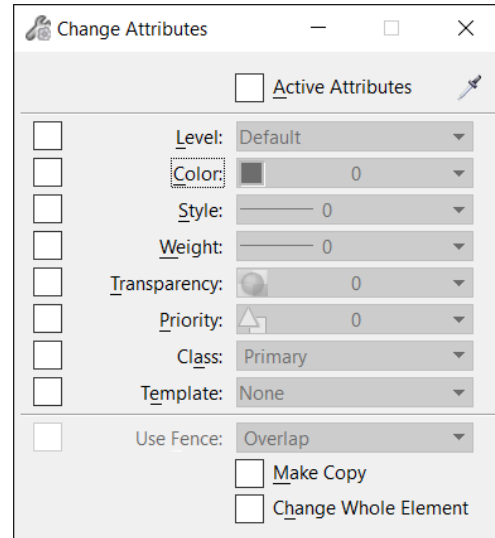 Change Attributes
Active Attributes
Level: Default
Color: 0
Style: 0
Weight: 0
Transparency: 0
Priority: 0
Class: Primary
Template: None
Use Fence: Overlap
Make Copy
Change Whole Element